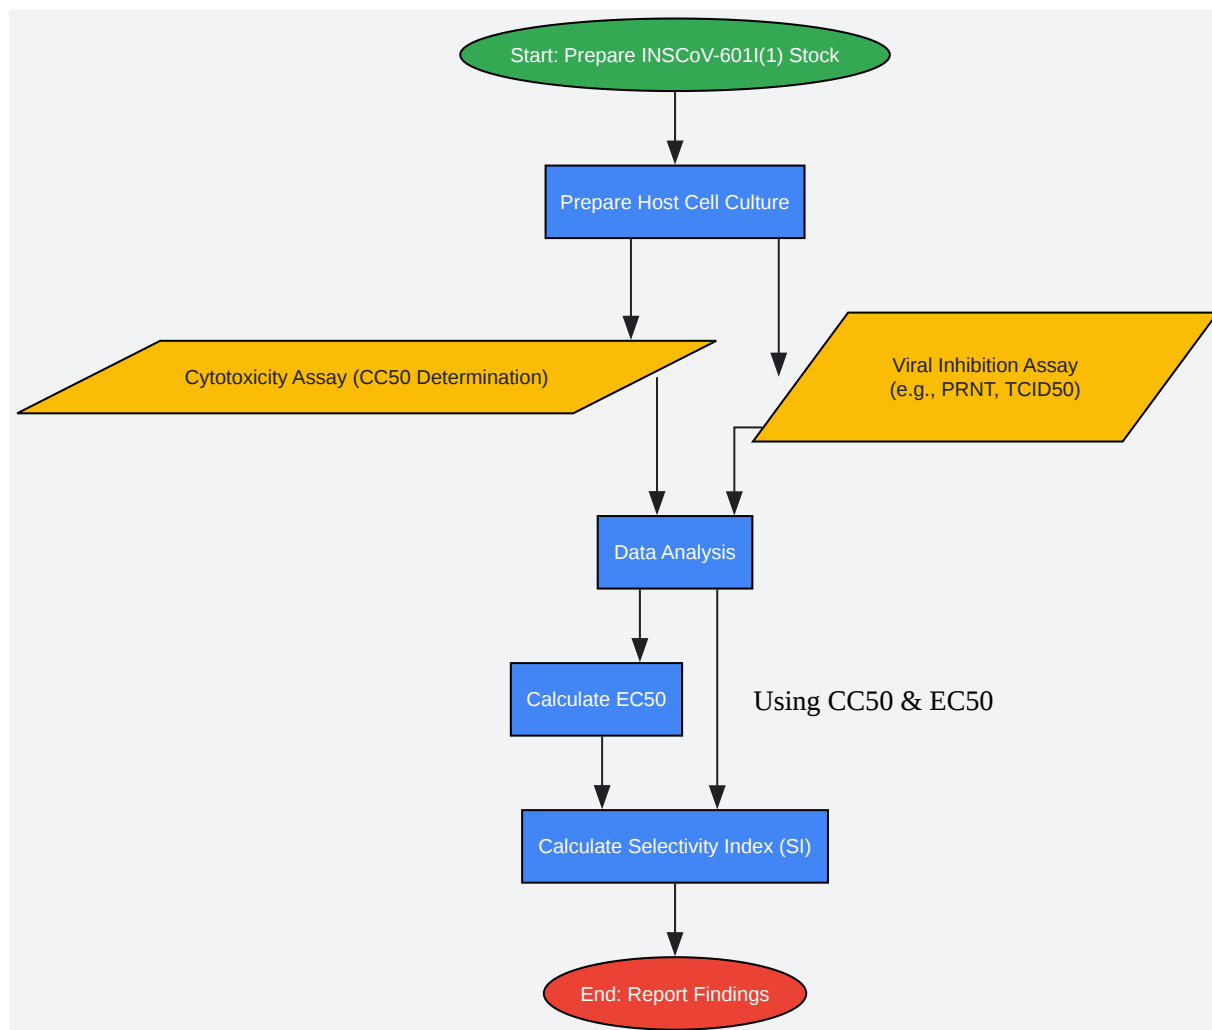 Start: Prepare INSCoV-601I(1) Stock
Prepare Host Cell Culture
Cytotoxicity Assay (CC50 Determination)
Viral Inhibition Assay
(e.g., PRNT, TCID50)
Data Analysis
Calculate EC50
Using CC50 & EC50
Calculate Selectivity Index (SI)
End: Report Findings